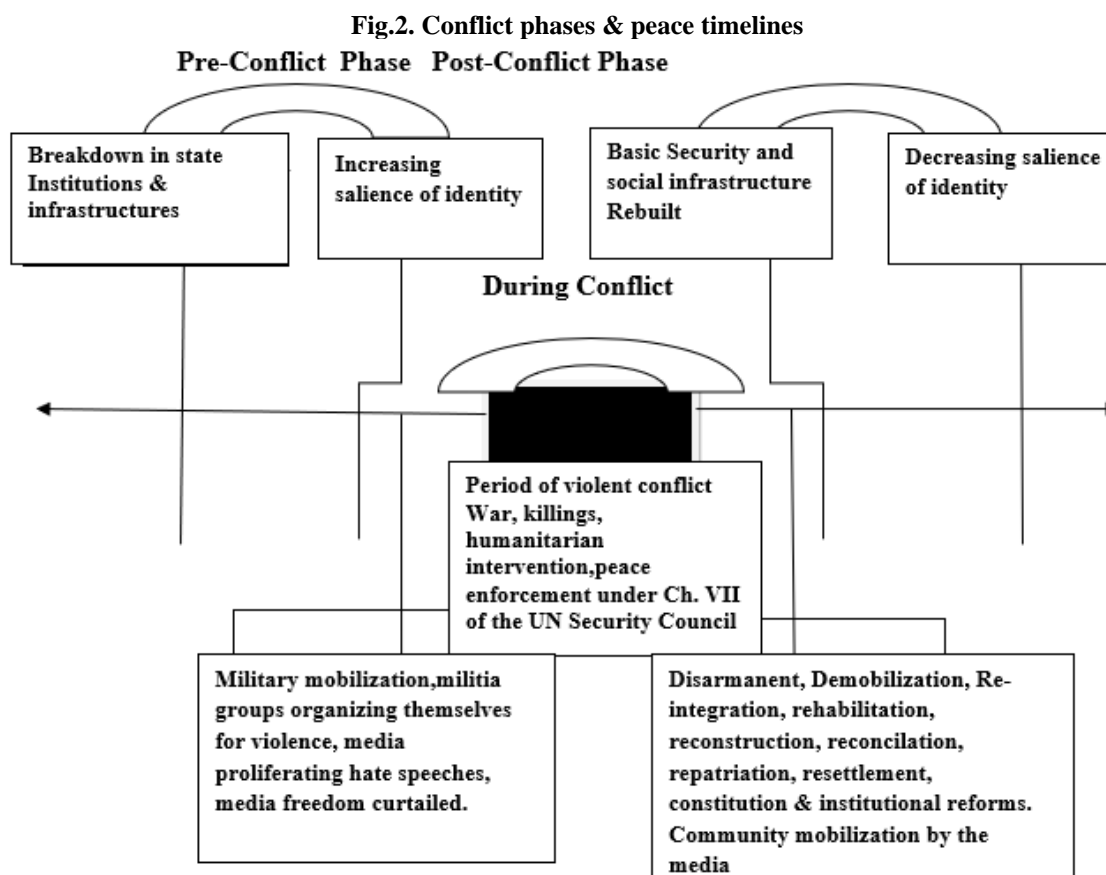 Fig.2. Conflict phases & peace timelines
Pre-Conflict Phase Post-Conflict Phase
Breakdown in state
Institutions &
infrastructures
Increasing
salience of identity
Basic Security and
social infrastructure
Rebuilt
Decreasing salience
of identity
During Conflict
Period of violent conflict
War, killings,
humanitarian
intervention,peace
enforcement under Ch. VII
of the UN Security Council
Military mobilization,militia
groups organizing themselves
for violence, media
proliferating hate speeches,
media freedom curtailed.
Disarmanent, Demobilization, Re-
integration, rehabilitation,
reconstruction, reconcilation,
repatriation, resettlement,
constitution & institutional reforms.
Community mobilization by the
media